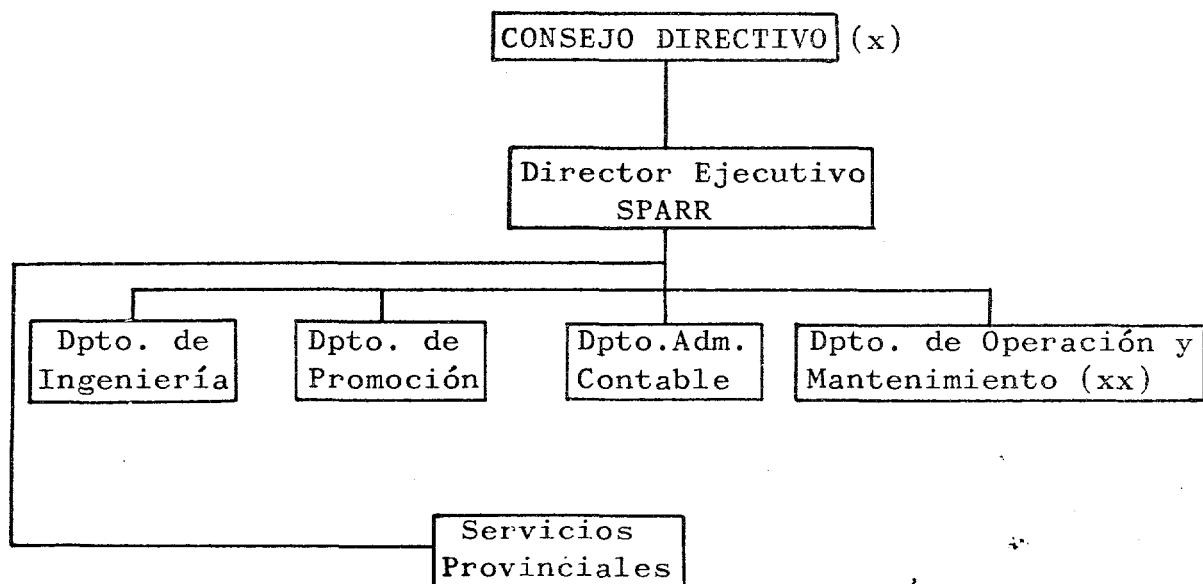 CONSEJO DIRECTIVO (x)
Director Ejecutivo
SPARR
Dpto. de
Ingeniería
Dpto. de
Promoción
Dpto.Adm.
Contable
Dpto. de Operación y
Mantenimiento (xx)
Servicios
Provinciales